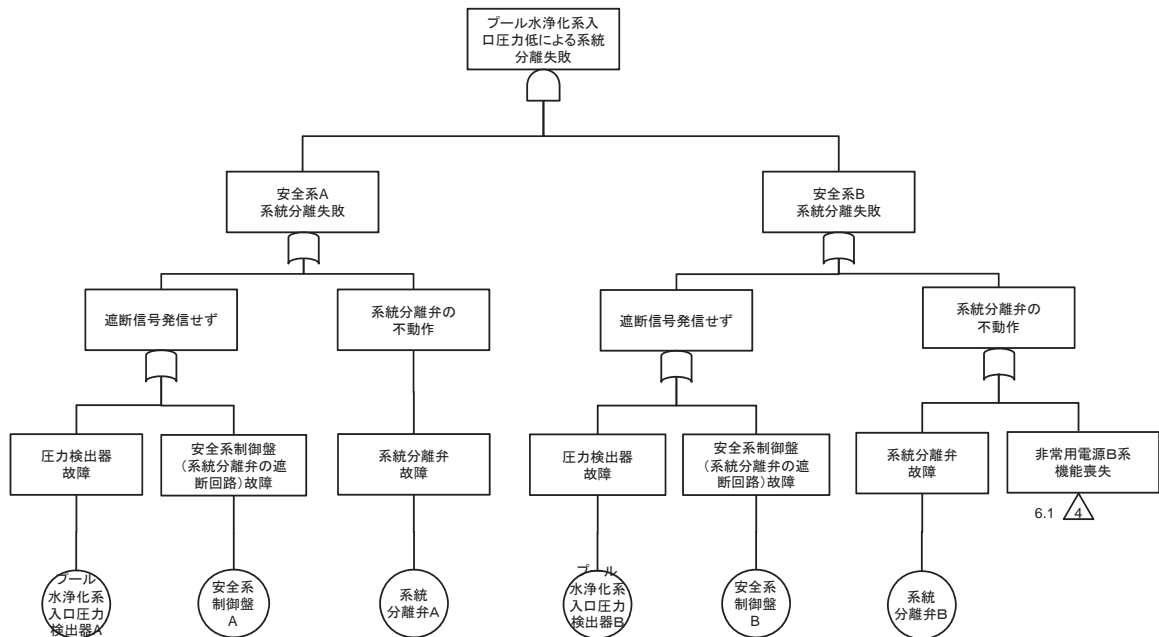 プール水浄化系入
口圧力低による系統
分離失敗
安全系A
系統分離失敗
安全系B
系統分離失敗
遮断信号発信せず
系統分離弁の
不動作
遮断信号発信せず
系統分離弁の
不動作
圧力検出器
故障
安全系制御盤
(系統分離弁の遮
断回路)故障
系統分離弁
故障
圧力検出器
故障
安全系制御盤
(系統分離弁の遮
断回路)故障
系統分離弁
故障
非常用電源B系
機能喪失
6.1 4
プール
水浄化系
入口圧力
検出器A
安全系
制御盤
A
系統
分離弁A
プール
水浄化系
入口圧力
検出器B
安全系
制御盤
B
系統
分離弁B